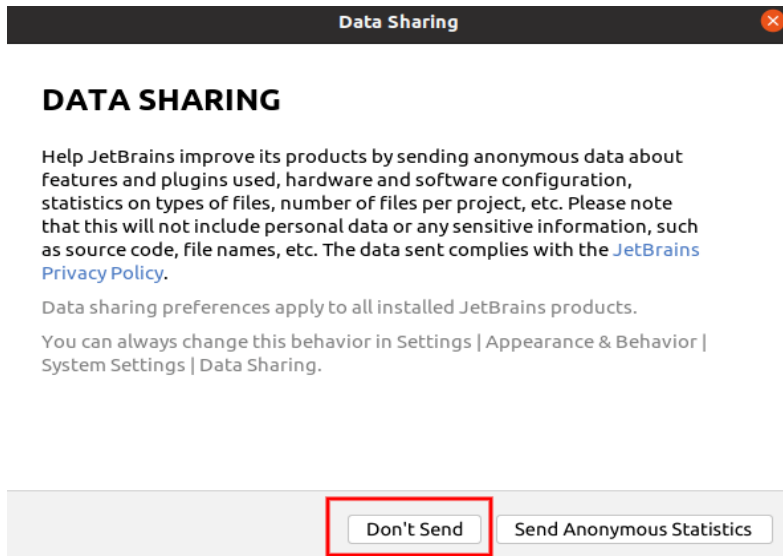 Data Sharing
DATA SHARING
Help JetBrains improve its products by sending anonymous data about
features and plugins used, hardware and software configuration,
statistics on types of files, number of files per project, etc. Please note
that this will not include personal data or any sensitive information, such
as source code, file names, etc. The data sent complies with the JetBrains
Privacy Policy.
Data sharing preferences apply to all installed JetBrains products.
You can always change this behavior in Settings | Appearance & Behavior |
System Settings | Data Sharing.
Don't Send Send Anonymous Statistics